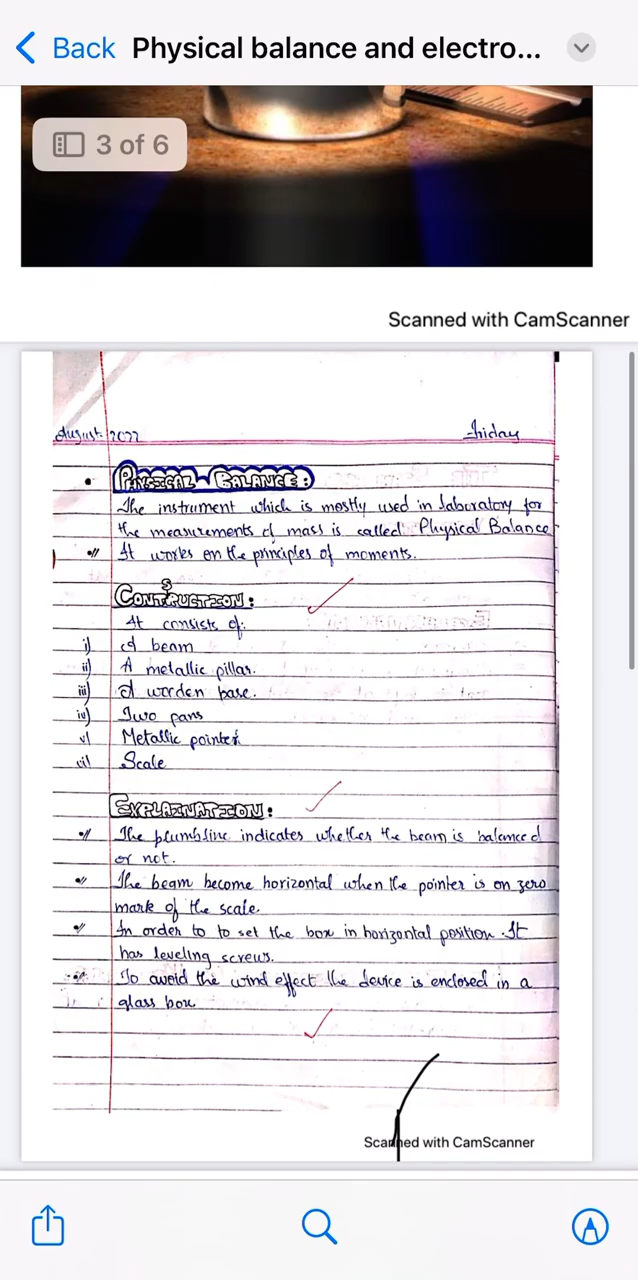 Back Physical balance and electro...
3 of 6
Scanned with CamScanner
August 2022 Friday
PHYSICAL BALANCE:
The instrument which is mostly used in laboratory for
the measurements of mass is called Physical Balance
It works on the principles of moments.
S
CONTRUCTION:
It consists of:
i) A beam
ii) A metallic pillar.
iii) A wooden base.
iv) Two pans
v) Metallic pointer
vi) Scale
EXPLAINATION:
The plumbline indicates whether the beam is balanced
or not.
The beam become horizontal when the pointer is on zero
mark of the scale.
In order to to set the box in horizontal position. It
has leveling screws.
To avoid the wind effect the device is enclosed in a
glass box
Scanned with CamScanner